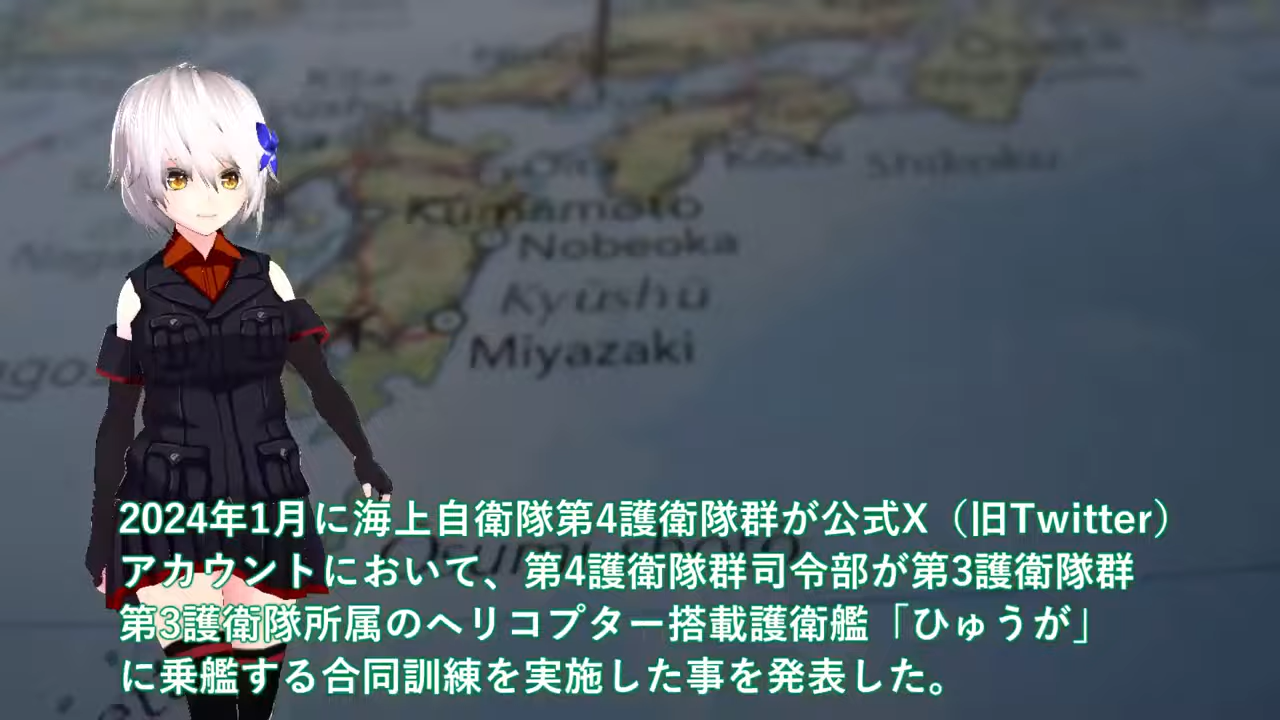 Kōchi
Shikoku
Kumamoto
Nobeoka
Kyūshū
Miyazaki
2024年1月に海上自衛隊第4護衛隊群が公式X（旧Twitter）
アカウントにおいて、第4護衛隊群司令部が第3護衛隊群
第3護衛隊所属のヘリコプター搭載護衛艦「ひゅうが」
に乗艦する合同訓練を実施した事を発表した。